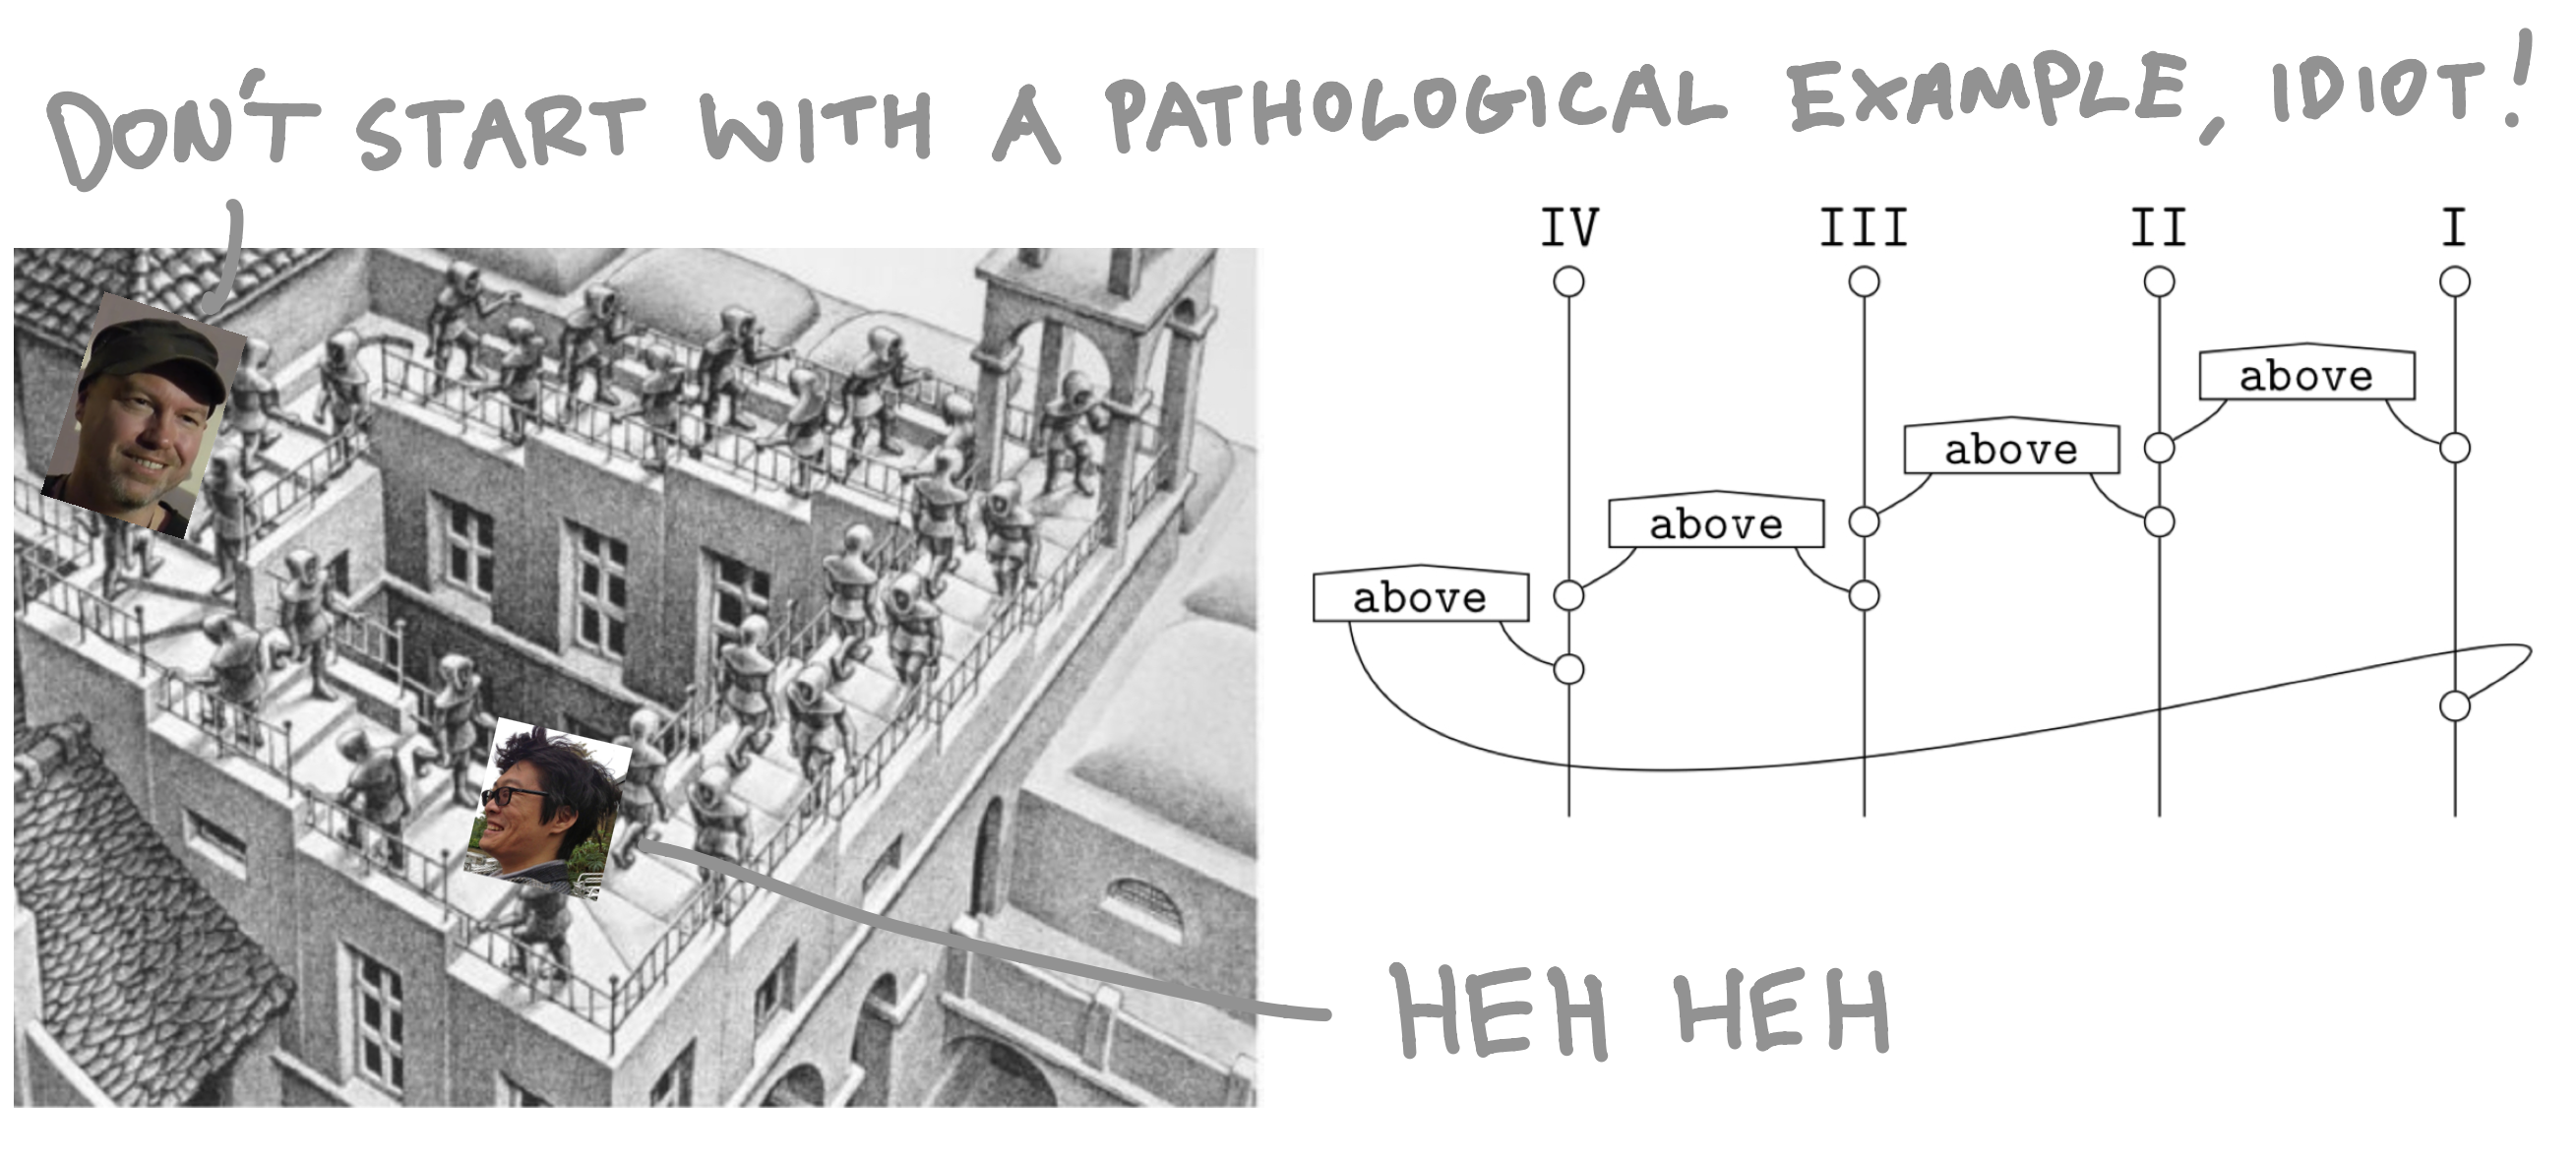 DON'T START WITH A PATHOLOGICAL EXAMPLE, IDIOT!
IV III II I
above
above
above
above
HEH HEH